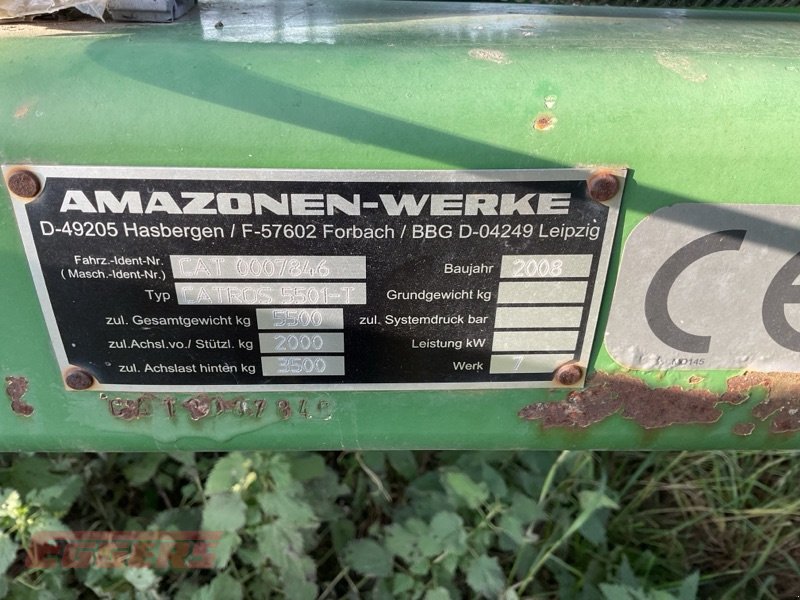 AMAZONEN-WERKE
D-49205 Hasbergen / F-57602 Forbach / BBG D-04249 Leipzig
Fahrz.-Ident-Nr.
( Masch.-Ident-Nr.) CAT 0007846
Baujahr 2008
Typ CATROS 5501-T
Grundgewicht kg
zul. Gesamtgewicht kg 5500
zul. Systemdruck bar
zul.Achsl.vo./ Stützl. kg 2000
Leistung kW
zul. Achslast hinten kg 3500
Werk 7
CE
MD145